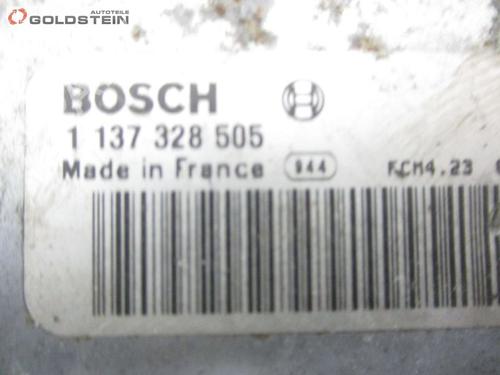 AUTOTEILE
GOLDSTEIN
BOSCH
1 137 328 505
Made in France 944 FCM4.23